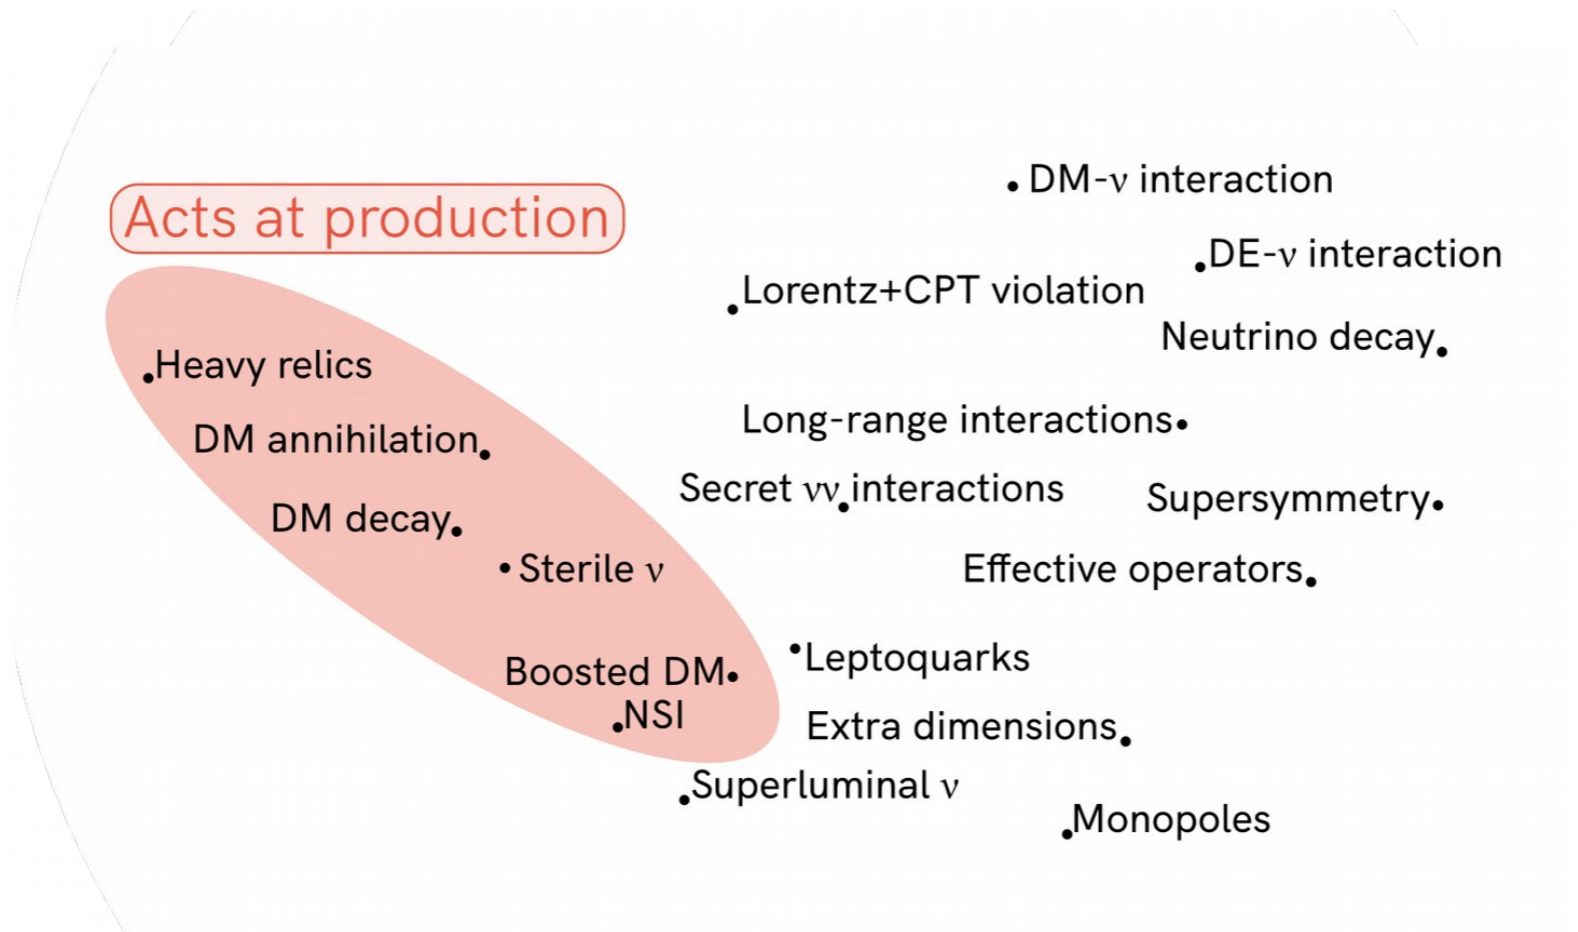 DM-ν interaction
Acts at production
DE-ν interaction
Lorentz+CPT violation
Neutrino decay
Heavy relics
Long-range interactions
DM annihilation
Secret νν interactions
Supersymmetry
DM decay
Sterile ν
Effective operators
Leptoquarks
Boosted DM
NSI
Extra dimensions
Superluminal ν
Monopoles